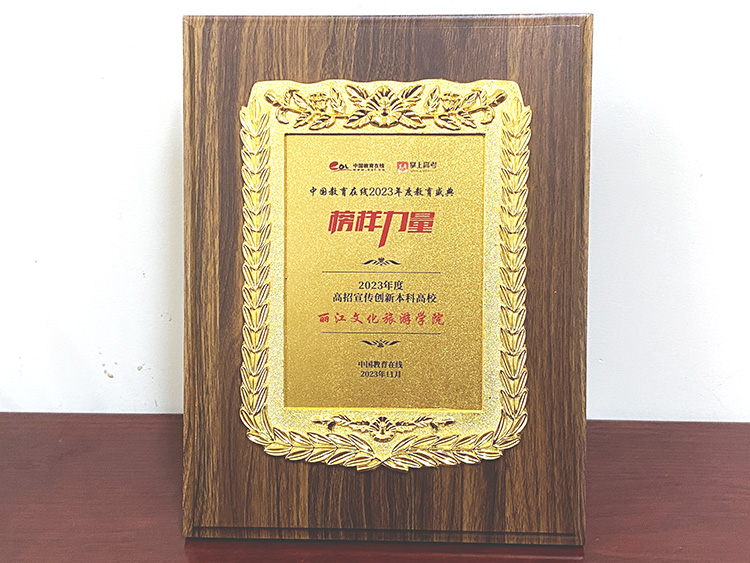 eol 中国教育在线 掌上高考
中国教育在线2023年度教育盛典
榜样力量
2023年度
高招宣传创新本科高校
丽江文化旅游学院
中国教育在线
2023年11月